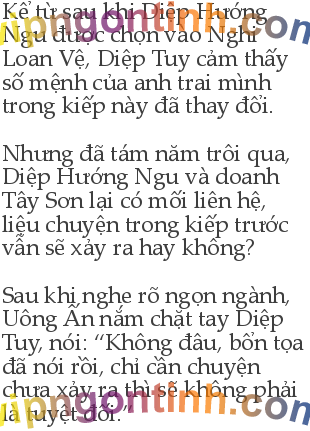 Kể từ sau khi Diệp Hướng
Ngu được chọn vào Nghi
Loan Vệ, Diệp Tuy cảm thấy
số mệnh của anh trai mình
trong kiếp này đã thay đổi.
Nhưng đã tám năm trôi qua,
Diệp Hướng Ngu và doanh
Tây Sơn lại có mối liên hệ,
liệu chuyện trong kiếp trước
vẫn sẽ xảy ra hay không?
Sau khi nghe rõ ngọn ngành,
Uông Ấn nắm chặt tay Diệp
Tuy, nói: “Không đâu, bổn tọa
đã nói rồi, chỉ cần chuyện
chưa xảy ra thì sẽ không phải
là tuyệt đối.”
vipngontinh.com
vipngontinh.com